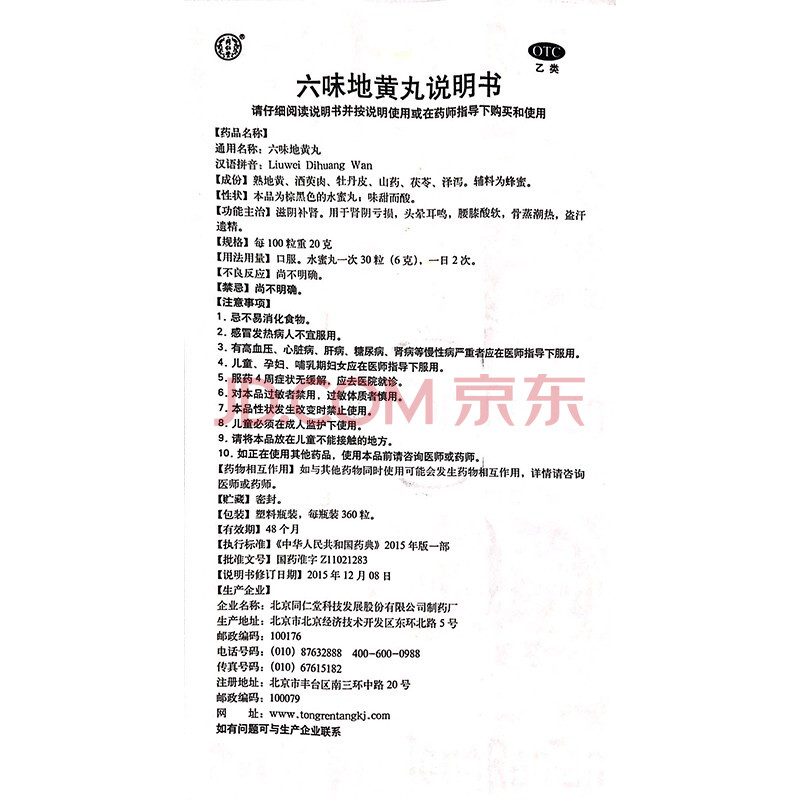 同仁堂
OTC
乙类
六味地黄丸说明书
请仔细阅读说明书并按说明使用或在药师指导下购买和使用
【药品名称】
通用名称：六味地黄丸
汉语拼音：Liuwei Dihuang Wan
【成份】熟地黄、酒萸肉、牡丹皮、山药、茯苓、泽泻。辅料为蜂蜜。
【性状】本品为棕黑色的水蜜丸；味甜而酸。
【功能主治】滋阴补肾。用于肾阴亏损，头晕耳鸣，腰膝酸软，骨蒸潮热，盗汗
遗精。
【规格】每100粒重20克
【用法用量】口服。水蜜丸一次30粒（6克），一日2次。
【不良反应】尚不明确。
【禁忌】尚不明确。
【注意事项】
1．忌不易消化食物。
2．感冒发热病人不宜服用。
3．有高血压、心脏病、肝病、糖尿病、肾病等慢性病严重者应在医师指导下服用。
4．儿童、孕妇、哺乳期妇女应在医师指导下服用。
5．服药4周症状无缓解，应去医院就诊。
6．对本品过敏者禁用，过敏体质者慎用。
7．本品性状发生改变时禁止使用。
8．儿童必须在成人监护下使用。
9．请将本品放在儿童不能接触的地方。
10．如正在使用其他药品，使用本品前请咨询医师或药师。
【药物相互作用】如与其他药物同时使用可能会发生药物相互作用，详情请咨询
医师或药师。
【贮藏】密封。
【包装】塑料瓶装，每瓶装360粒。
【有效期】48个月
【执行标准】《中华人民共和国药典》2015年版一部
【批准文号】国药准字Z11021283
【说明书修订日期】2015年12月08日
【生产企业】
企业名称：北京同仁堂科技发展股份有限公司制药厂
生产地址：北京市北京经济技术开发区东环北路5号
邮政编码：100176
电话号码：(010) 87632888 400-600-0988
传真号码：(010) 67615182
注册地址：北京市丰台区南三环中路20号
邮政编码：100079
网 址：www.tongrentangkj.com
如有问题可与生产企业联系
JD.COM 京东